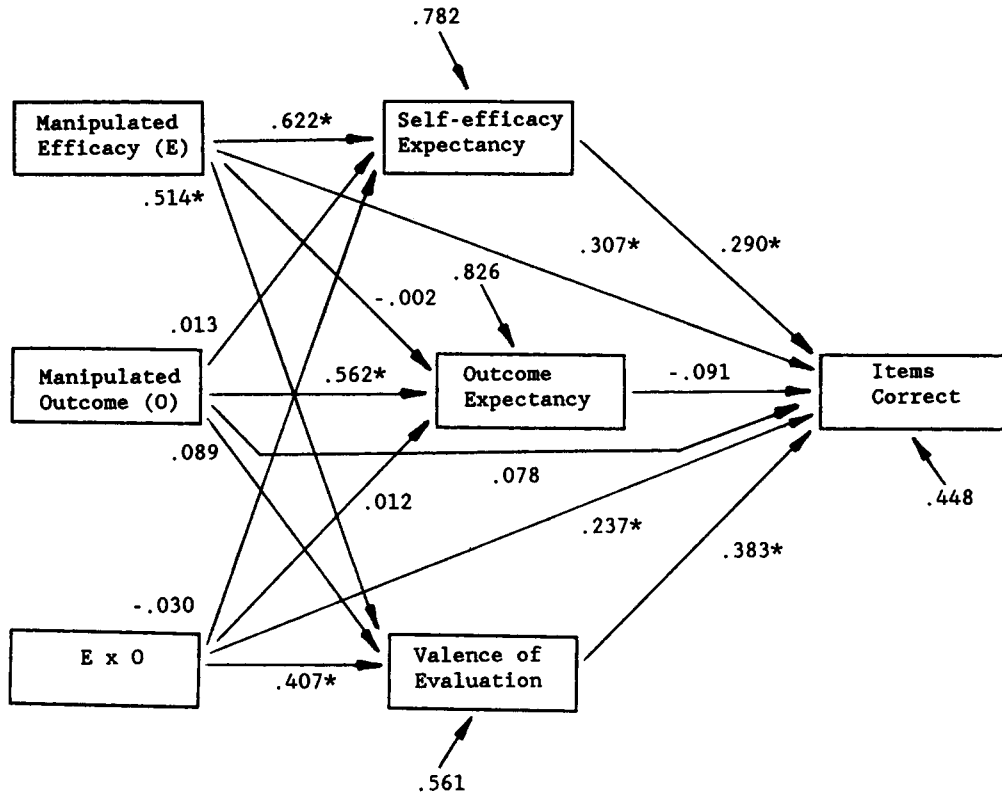 .782
Manipulated
Efficacy (E)
.622*
Self-efficacy
Expectancy
.514*
.307*
.290*
.826
-.002
.013
Manipulated
Outcome (O)
.562*
Outcome
Expectancy
-.091
Items
Correct
.089
.078
.012
.448
.237*
.383*
-.030
E x O
.407*
Valence of
Evaluation
.561